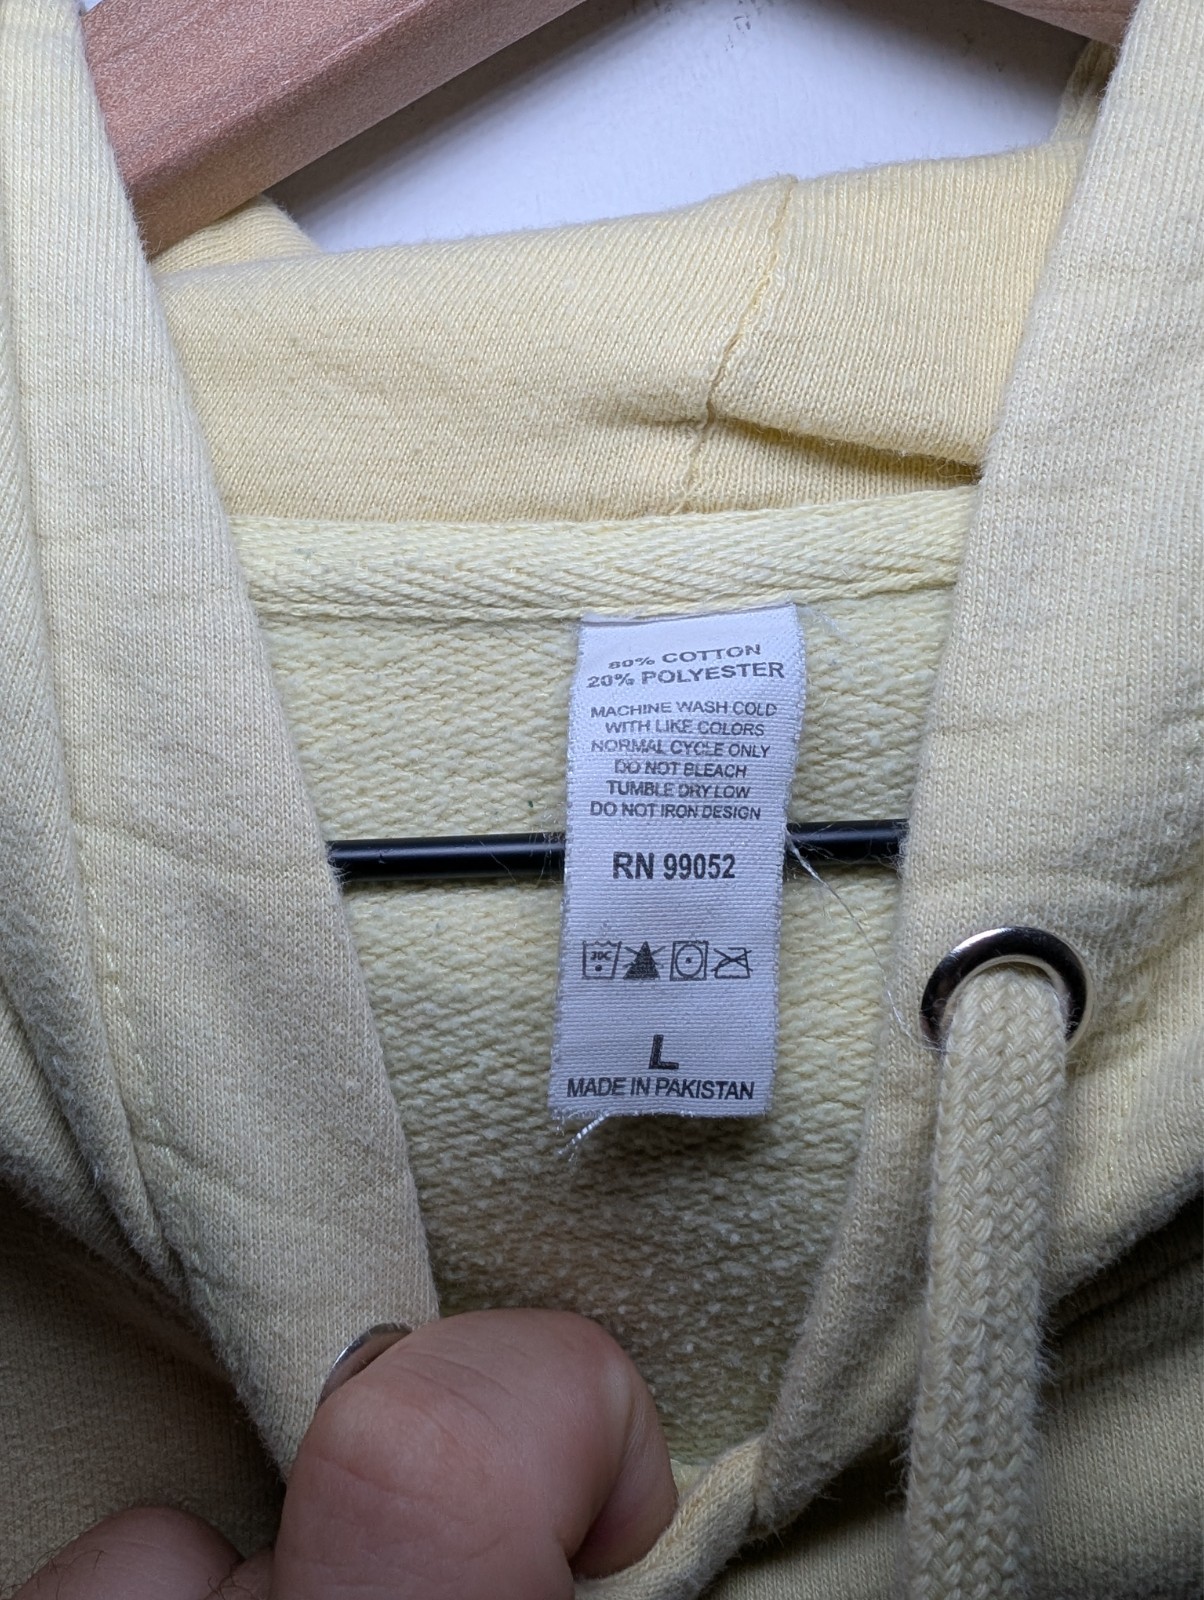 80% COTTON
20% POLYESTER
MACHINE WASH COLD
WITH LIKE COLORS
NORMAL CYCLE ONLY
DO NOT BLEACH
TUMBLE DRY LOW
DO NOT IRON DESIGN
RN 99052
30C
L
MADE IN PAKISTAN